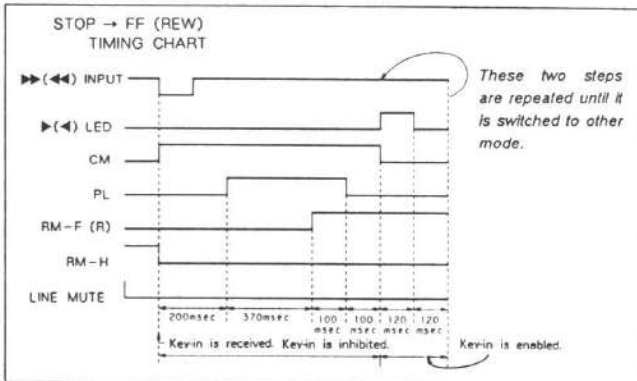 STOP → FF (REW)
TIMING CHART
▶▶(◀◀) INPUT
▶(◀) LED
CM
PL
RM-F (R)
RM-H
LINE MUTE
These two steps
are repeated until it
is switched to other
mode.
200msec 370msec 100 msec 100 msec 120 msec 120 msec
Key-in is received. Key-in is inhibited. Key-in is enabled.